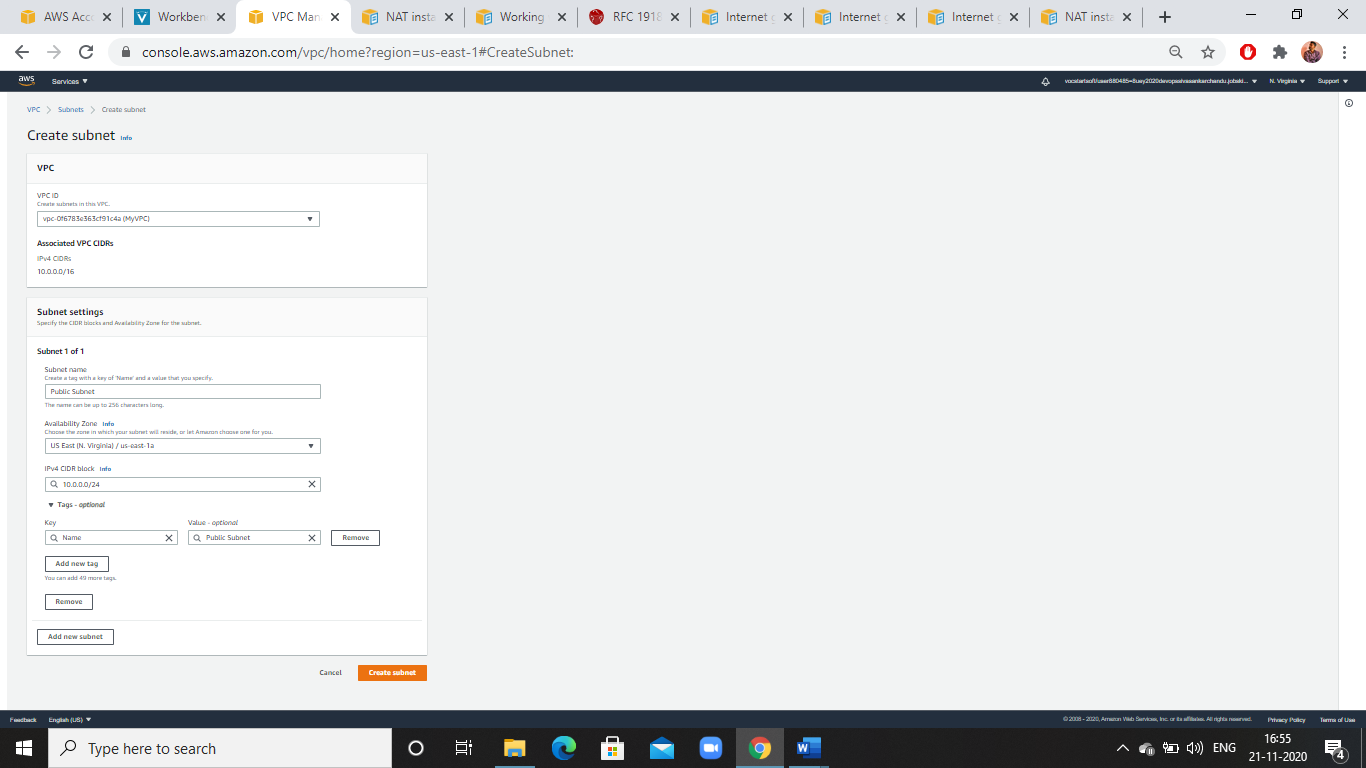 AWS Acc
Workben
VPC Man
NAT insta
Working
RFC 1918
Internet g
Internet g
Internet g
NAT insta
console.aws.amazon.com/vpc/home?region=us-east-1#CreateSubnet:
aws
Services
N. Virginia
Support
VPC > Subnets > Create subnet
Create subnet Info
VPC
VPC ID
Create subnets in this VPC.
vpc-0f6783e363cf91c4a (MyVPC)
Associated VPC CIDRs
IPv4 CIDRs
10.0.0.0/16
Subnet settings
Specify the CIDR blocks and Availability Zone for the subnet.
Subnet 1 of 1
Subnet name
Create a tag with a key of 'Name' and a value that you specify.
Public Subnet
The name can be up to 256 characters long.
Availability Zone Info
Choose the zone in which your subnet will reside, or let Amazon choose one for you.
US East (N. Virginia) / us-east-1a
IPv4 CIDR block Info
10.0.0.0/24
Tags - optional
Key Value - optional
Name Public Subnet Remove
Add new tag
You can add 49 more tags.
Remove
Add new subnet
Cancel Create subnet
Feedback English (US) © 2008 - 2020, Amazon Web Services, Inc. or its affiliates. All rights reserved. Privacy Policy Terms of Use
Type here to search
ENG
16:55
21-11-2020
4